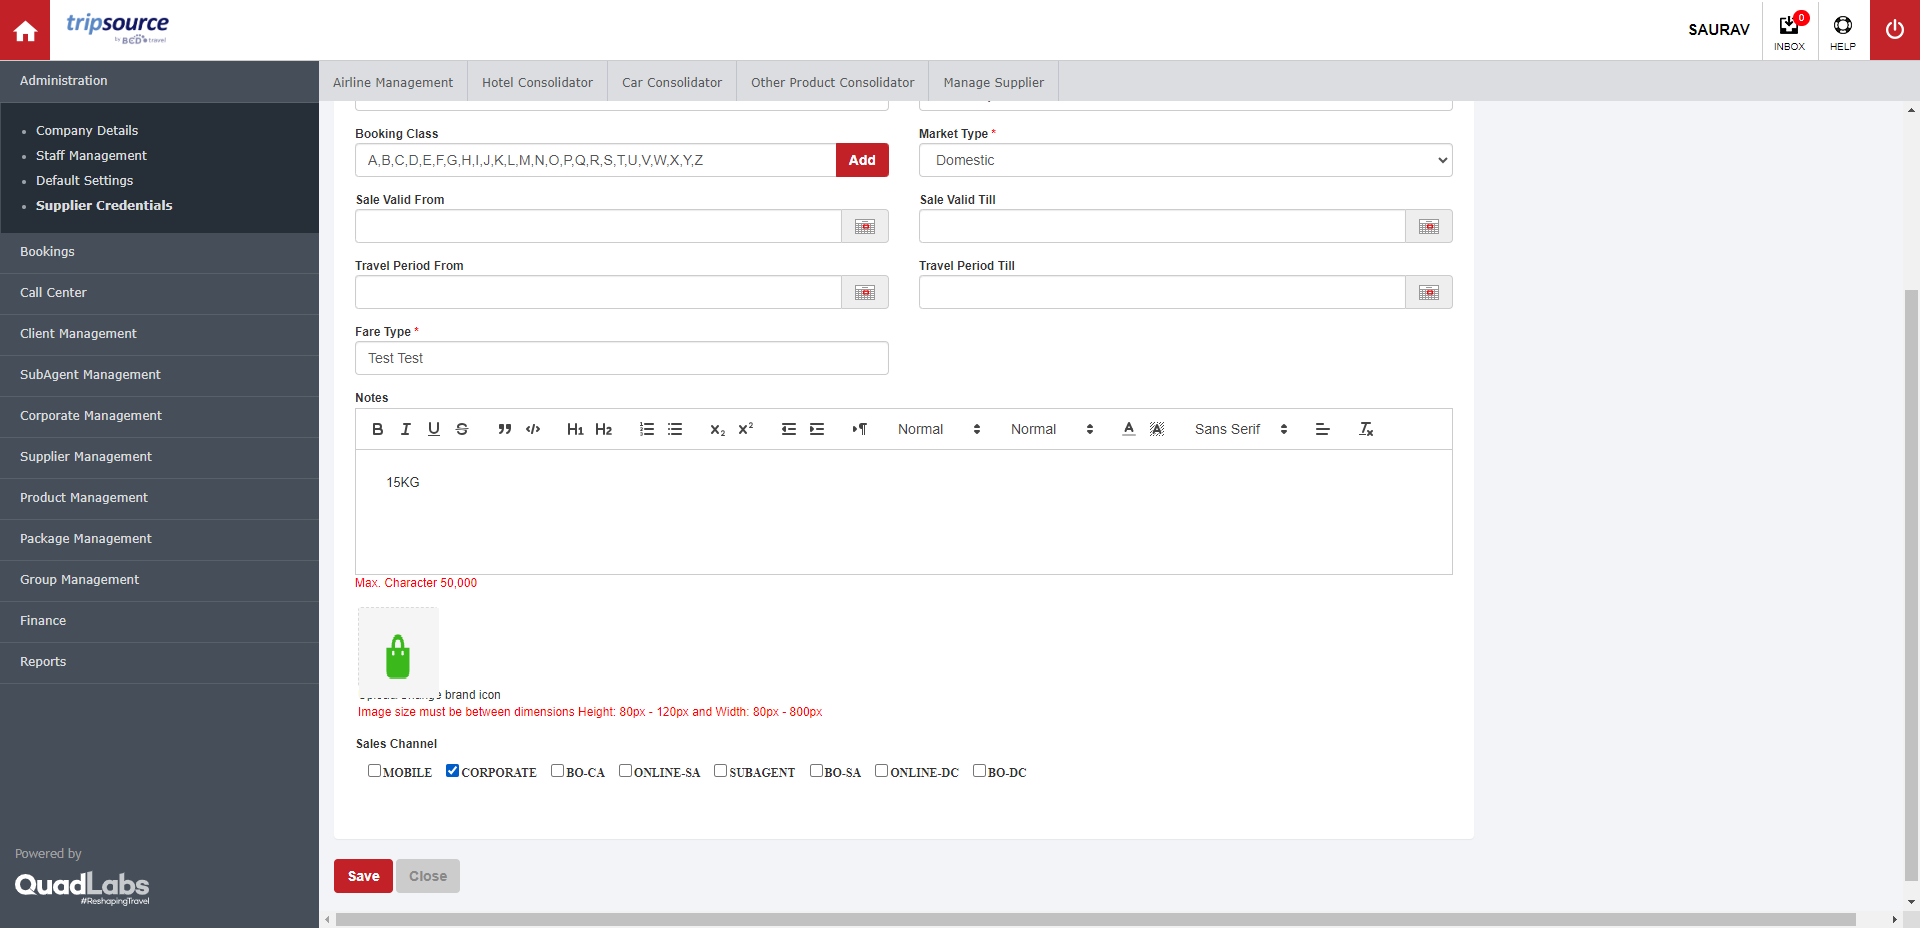 tripsource
by BCD travel
SAURAV
0
INBOX
HELP
Administration
Company Details
Staff Management
Default Settings
Supplier Credentials
Bookings
Call Center
Client Management
SubAgent Management
Corporate Management
Supplier Management
Product Management
Package Management
Group Management
Finance
Reports
Powered by
QuadLabs
#ReshapingTravel
Airline Management
Hotel Consolidator
Car Consolidator
Other Product Consolidator
Manage Supplier
Booking Class
A,B,C,D,E,F,G,H,I,J,K,L,M,N,O,P,Q,R,S,T,U,V,W,X,Y,Z
Add
Market Type *
Domestic
Sale Valid From
Sale Valid Till
Travel Period From
Travel Period Till
Fare Type *
Test Test
Notes
B I U S H1 H2 X2 X2 Normal Normal A A Sans Serif Tx
15KG
Max. Character 50,000
brand icon
Image size must be between dimensions Height: 80px - 120px and Width: 80px - 800px
Sales Channel
MOBILE CORPORATE BO-CA ONLINE-SA SUBAGENT BO-SA ONLINE-DC BO-DC
Save
Close